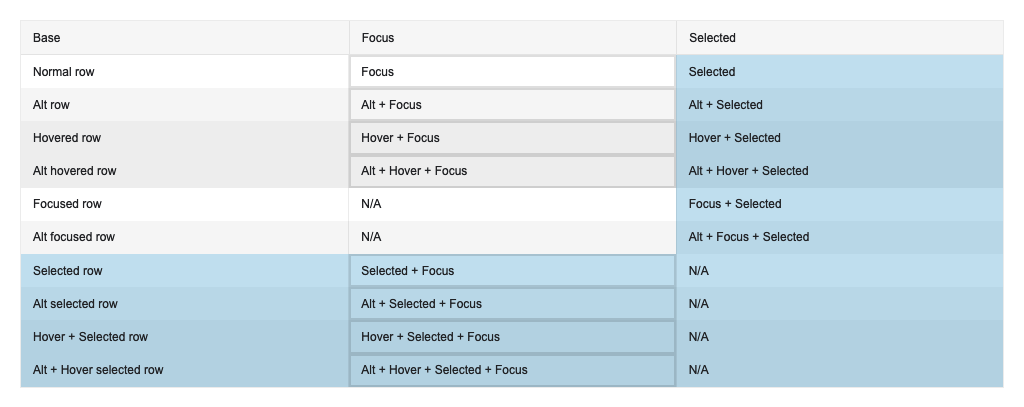 Base Focus Selected
Normal row Focus Selected
Alt row Alt + Focus Alt + Selected
Hovered row Hover + Focus Hover + Selected
Alt hovered row Alt + Hover + Focus Alt + Hover + Selected
Focused row N/A Focus + Selected
Alt focused row N/A Alt + Focus + Selected
Selected row Selected + Focus N/A
Alt selected row Alt + Selected + Focus N/A
Hover + Selected row Hover + Selected + Focus N/A
Alt + Hover selected row Alt + Hover + Selected + Focus N/A